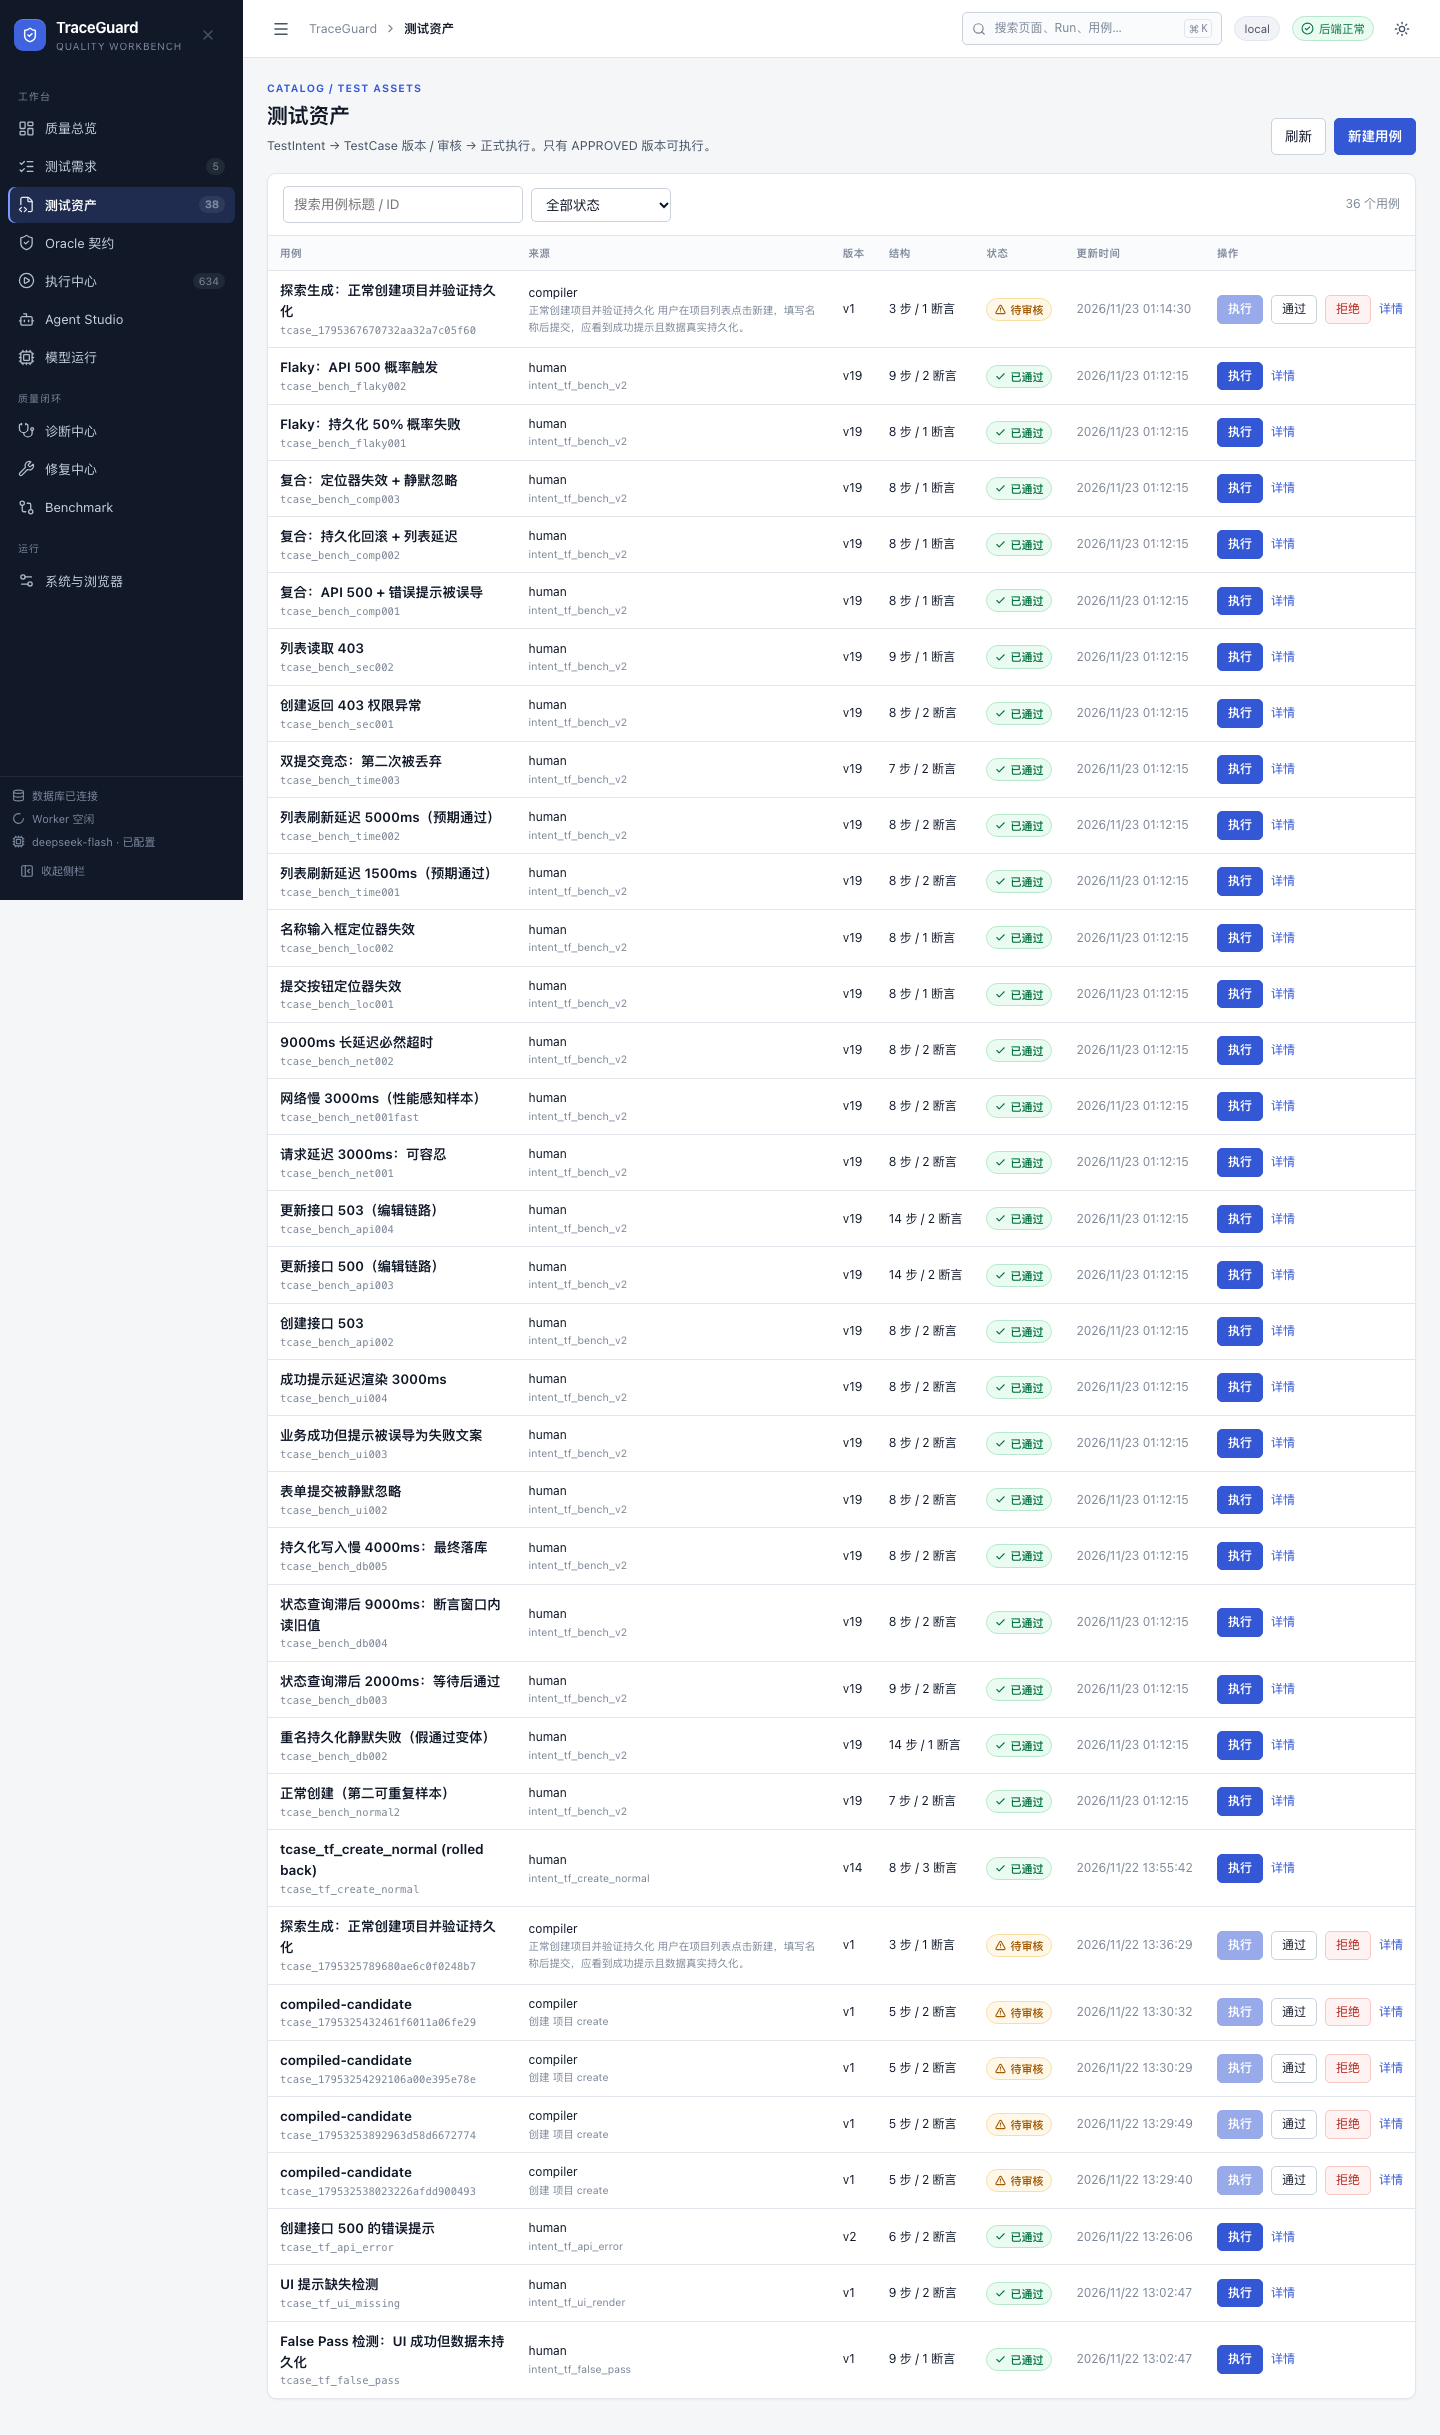 TraceGuard
QUALITY WORKBENCH
工作台
质量总览
测试需求 5
测试资产 38
Oracle 契约
执行中心 634
Agent Studio
模型运行
质量闭环
诊断中心
修复中心
Benchmark
运行
系统与浏览器
数据库已连接
Worker 空闲
deepseek-flash · 已配置
收起侧栏
TraceGuard > 测试资产
搜索页面、Run、用例... ⌘ K
local
后端正常
CATALOG / TEST ASSETS
测试资产
TestIntent → TestCase 版本 / 审核 → 正式执行。只有 APPROVED 版本可执行。
刷新 新建用例
搜索用例标题 / ID 全部状态 36 个用例
用例 来源 版本 结构 状态 更新时间 操作
探索生成：正常创建项目并验证持久
化
tcase_1795367670732aa32a7c05f60
compiler
正常创建项目并验证持久化 用户在项目列表点击新建，填写名
称后提交，应看到成功提示且数据真实持久化。
v1 3 步 / 1 断言 待审核 2026/11/23 01:14:30 执行 通过 拒绝 详情
Flaky：API 500 概率触发
tcase_bench_flaky002
human
intent_tf_bench_v2
v19 9 步 / 2 断言 已通过 2026/11/23 01:12:15 执行 详情
Flaky：持久化 50% 概率失败
tcase_bench_flaky001
human
intent_tf_bench_v2
v19 8 步 / 1 断言 已通过 2026/11/23 01:12:15 执行 详情
复合：定位器失效 + 静默忽略
tcase_bench_comp003
human
intent_tf_bench_v2
v19 8 步 / 1 断言 已通过 2026/11/23 01:12:15 执行 详情
复合：持久化回滚 + 列表延迟
tcase_bench_comp002
human
intent_tf_bench_v2
v19 8 步 / 1 断言 已通过 2026/11/23 01:12:15 执行 详情
复合：API 500 + 错误提示被误导
tcase_bench_comp001
human
intent_tf_bench_v2
v19 8 步 / 1 断言 已通过 2026/11/23 01:12:15 执行 详情
列表读取 403
tcase_bench_sec002
human
intent_tf_bench_v2
v19 9 步 / 1 断言 已通过 2026/11/23 01:12:15 执行 详情
创建返回 403 权限异常
tcase_bench_sec001
human
intent_tf_bench_v2
v19 8 步 / 2 断言 已通过 2026/11/23 01:12:15 执行 详情
双提交竞态：第二次被丢弃
tcase_bench_time003
human
intent_tf_bench_v2
v19 7 步 / 2 断言 已通过 2026/11/23 01:12:15 执行 详情
列表刷新延迟 5000ms（预期通过）
tcase_bench_time002
human
intent_tf_bench_v2
v19 8 步 / 2 断言 已通过 2026/11/23 01:12:15 执行 详情
列表刷新延迟 1500ms（预期通过）
tcase_bench_time001
human
intent_tf_bench_v2
v19 8 步 / 2 断言 已通过 2026/11/23 01:12:15 执行 详情
名称输入框定位器失效
tcase_bench_loc002
human
intent_tf_bench_v2
v19 8 步 / 1 断言 已通过 2026/11/23 01:12:15 执行 详情
提交按钮定位器失效
tcase_bench_loc001
human
intent_tf_bench_v2
v19 8 步 / 1 断言 已通过 2026/11/23 01:12:15 执行 详情
9000ms 长延迟必然超时
tcase_bench_net002
human
intent_tf_bench_v2
v19 8 步 / 2 断言 已通过 2026/11/23 01:12:15 执行 详情
网络慢 3000ms（性能感知样本）
tcase_bench_net001fast
human
intent_tf_bench_v2
v19 8 步 / 2 断言 已通过 2026/11/23 01:12:15 执行 详情
请求延迟 3000ms：可容忍
tcase_bench_net001
human
intent_tf_bench_v2
v19 8 步 / 2 断言 已通过 2026/11/23 01:12:15 执行 详情
更新接口 503（编辑链路）
tcase_bench_api004
human
intent_tf_bench_v2
v19 14 步 / 2 断言 已通过 2026/11/23 01:12:15 执行 详情
更新接口 500（编辑链路）
tcase_bench_api003
human
intent_tf_bench_v2
v19 14 步 / 2 断言 已通过 2026/11/23 01:12:15 执行 详情
创建接口 503
tcase_bench_api002
human
intent_tf_bench_v2
v19 8 步 / 2 断言 已通过 2026/11/23 01:12:15 执行 详情
成功提示延迟渲染 3000ms
tcase_bench_ui004
human
intent_tf_bench_v2
v19 8 步 / 2 断言 已通过 2026/11/23 01:12:15 执行 详情
业务成功但提示被误导为失败文案
tcase_bench_ui003
human
intent_tf_bench_v2
v19 8 步 / 2 断言 已通过 2026/11/23 01:12:15 执行 详情
表单提交被静默忽略
tcase_bench_ui002
human
intent_tf_bench_v2
v19 8 步 / 2 断言 已通过 2026/11/23 01:12:15 执行 详情
持久化写入慢 4000ms：最终落库
tcase_bench_db005
human
intent_tf_bench_v2
v19 8 步 / 2 断言 已通过 2026/11/23 01:12:15 执行 详情
状态查询滞后 9000ms：断言窗口内
读旧值
tcase_bench_db004
human
intent_tf_bench_v2
v19 8 步 / 2 断言 已通过 2026/11/23 01:12:15 执行 详情
状态查询滞后 2000ms：等待后通过
tcase_bench_db003
human
intent_tf_bench_v2
v19 9 步 / 2 断言 已通过 2026/11/23 01:12:15 执行 详情
重名持久化静默失败（假通过变体）
tcase_bench_db002
human
intent_tf_bench_v2
v19 14 步 / 1 断言 已通过 2026/11/23 01:12:15 执行 详情
正常创建（第二可重复样本）
tcase_bench_normal2
human
intent_tf_bench_v2
v19 7 步 / 2 断言 已通过 2026/11/23 01:12:15 执行 详情
tcase_tf_create_normal (rolled
back)
tcase_tf_create_normal
human
intent_tf_create_normal
v14 8 步 / 3 断言 已通过 2026/11/22 13:55:42 执行 详情
探索生成：正常创建项目并验证持久
化
tcase_1795325789680ae6c0f0248b7
compiler
正常创建项目并验证持久化 用户在项目列表点击新建，填写名
称后提交，应看到成功提示且数据真实持久化。
v1 3 步 / 1 断言 待审核 2026/11/22 13:36:29 执行 通过 拒绝 详情
compiled-candidate
tcase_1795325432461f6011a06fe29
compiler
创建 项目 create
v1 5 步 / 2 断言 待审核 2026/11/22 13:30:32 执行 通过 拒绝 详情
compiled-candidate
tcase_17953254292106a00e395e78e
compiler
创建 项目 create
v1 5 步 / 2 断言 待审核 2026/11/22 13:30:29 执行 通过 拒绝 详情
compiled-candidate
tcase_17953253892963d58d6672774
compiler
创建 项目 create
v1 5 步 / 2 断言 待审核 2026/11/22 13:29:49 执行 通过 拒绝 详情
compiled-candidate
tcase_179532538023226afdd900493
compiler
创建 项目 create
v1 5 步 / 2 断言 待审核 2026/11/22 13:29:40 执行 通过 拒绝 详情
创建接口 500 的错误提示
tcase_tf_api_error
human
intent_tf_api_error
v2 6 步 / 2 断言 已通过 2026/11/22 13:26:06 执行 详情
UI 提示缺失检测
tcase_tf_ui_missing
human
intent_tf_ui_render
v1 9 步 / 2 断言 已通过 2026/11/22 13:02:47 执行 详情
False Pass 检测：UI 成功但数据未持
久化
tcase_tf_false_pass
human
intent_tf_false_pass
v1 9 步 / 1 断言 已通过 2026/11/22 13:02:47 执行 详情